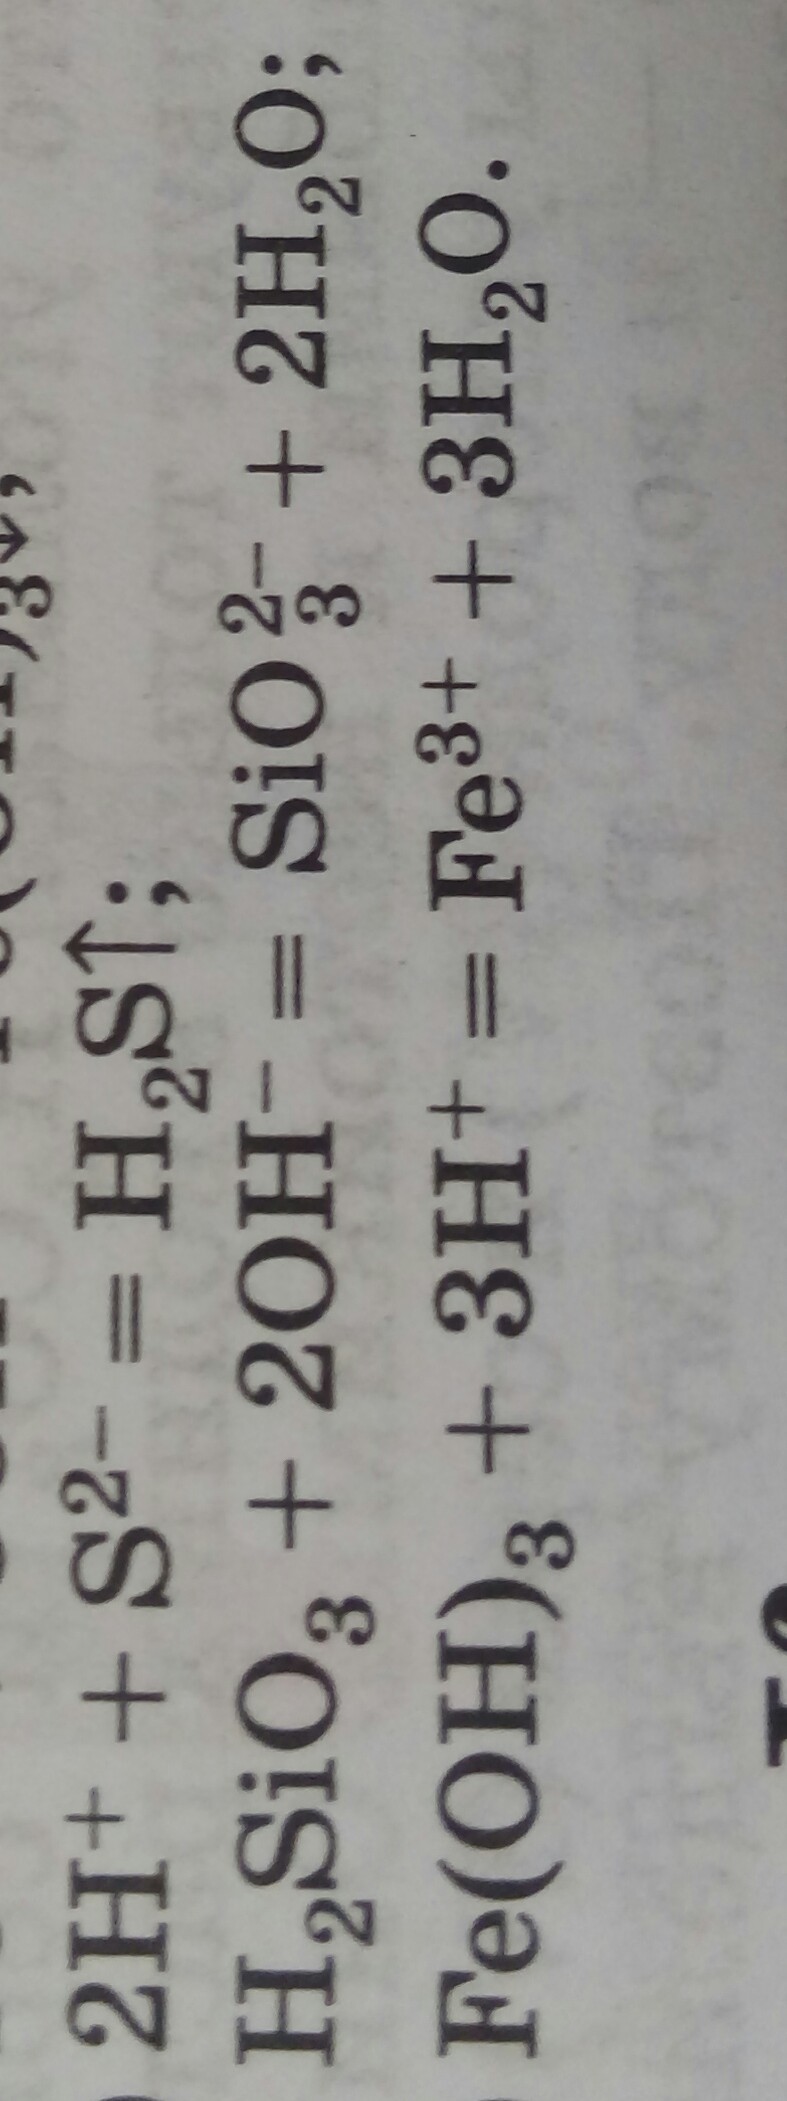 2H⁺ + S²⁻ = H₂S↑;
H₂SiO₃ + 2OH⁻ = SiO₃²⁻ + 2H₂O;
Fe(OH)₃ + 3H⁺ = Fe³⁺ + 3H₂O.